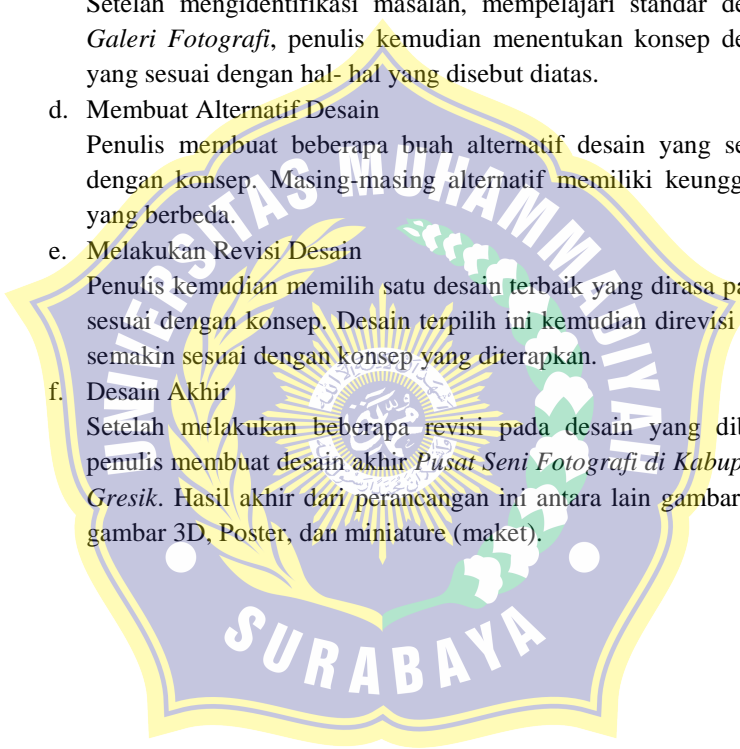 Setelah mengidentifikasi masalah, mempelajari standar de
Galeri Fotografi, penulis kemudian menentukan konsep de
yang sesuai dengan hal- hal yang disebut diatas.
d. Membuat Alternatif Desain
Penulis membuat beberapa buah alternatif desain yang se
dengan konsep. Masing-masing alternatif memiliki keungg
yang berbeda.
e. Melakukan Revisi Desain
Penulis kemudian memilih satu desain terbaik yang dirasa pa
sesuai dengan konsep. Desain terpilih ini kemudian direvisi
semakin sesuai dengan konsep yang diterapkan.
f. Desain Akhir
Setelah melakukan beberapa revisi pada desain yang dib
penulis membuat desain akhir Pusat Seni Fotografi di Kabup
Gresik. Hasil akhir dari perancangan ini antara lain gambar
gambar 3D, Poster, dan miniature (maket).
UNIVERSITAS MUHAMMADIYAH
SURABAYA